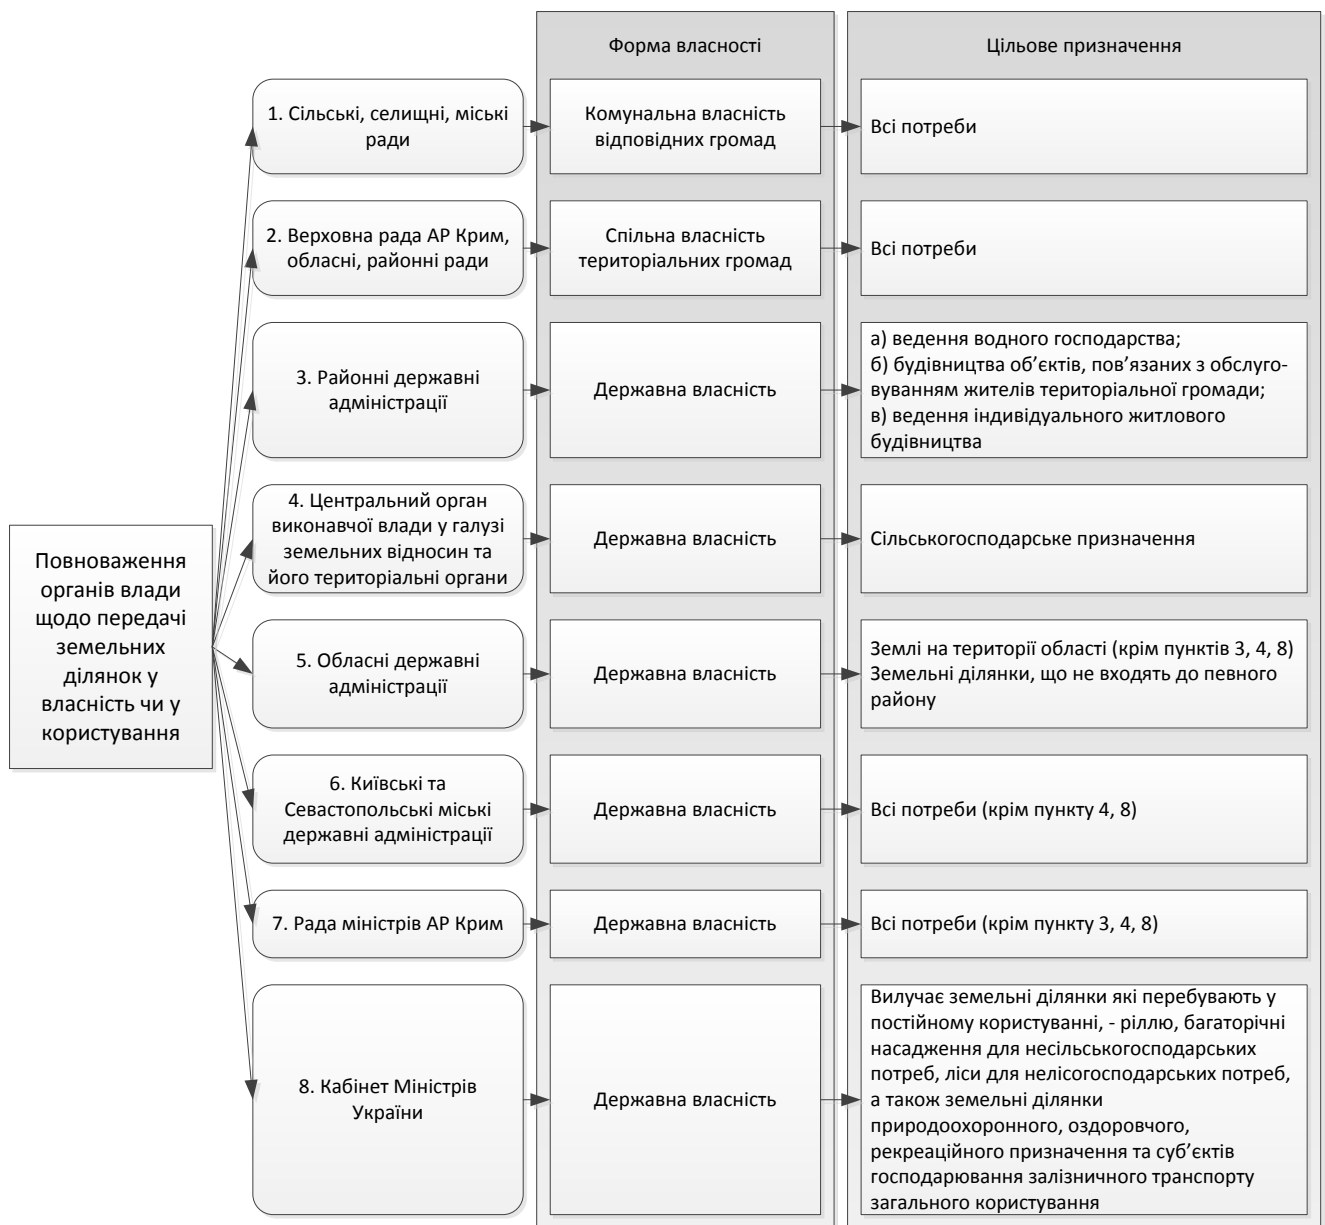 Форма власності
Цільове призначення
Повноваження
органів влади
щодо передачі
земельних
ділянок у
власність чи у
користування
1. Сільські, селищні, міські
ради
Комунальна власність
відповідних громад
Всі потреби
2. Верховна рада АР Крим,
обласні, районні ради
Спільна власність
територіальних громад
Всі потреби
3. Районні державні
адміністрації
Державна власність
а) ведення водного господарства;
б) будівництва об’єктів, пов’язаних з обслуго-
вуванням жителів територіальної громади;
в) ведення індивідуального житлового
будівництва
4. Центральний орган
виконавчої влади у галузі
земельних відносин та
його територіальні органи
Державна власність
Сільськогосподарське призначення
5. Обласні державні
адміністрації
Державна власність
Землі на території області (крім пунктів 3, 4, 8)
Земельні ділянки, що не входять до певного
району
6. Київські та
Севастопольські міські
державні адміністрації
Державна власність
Всі потреби (крім пункту 4, 8)
7. Рада міністрів АР Крим
Державна власність
Всі потреби (крім пункту 3, 4, 8)
8. Кабінет Міністрів
України
Державна власність
Вилучає земельні ділянки які перебувають у
постійному користуванні, - ріллю, багаторічні
насадження для несільськогосподарських
потреб, ліси для нелісогосподарських потреб,
а також земельні ділянки
природоохоронного, оздоровчого,
рекреаційного призначення та суб’єктів
господарювання залізничного транспорту
загального користування